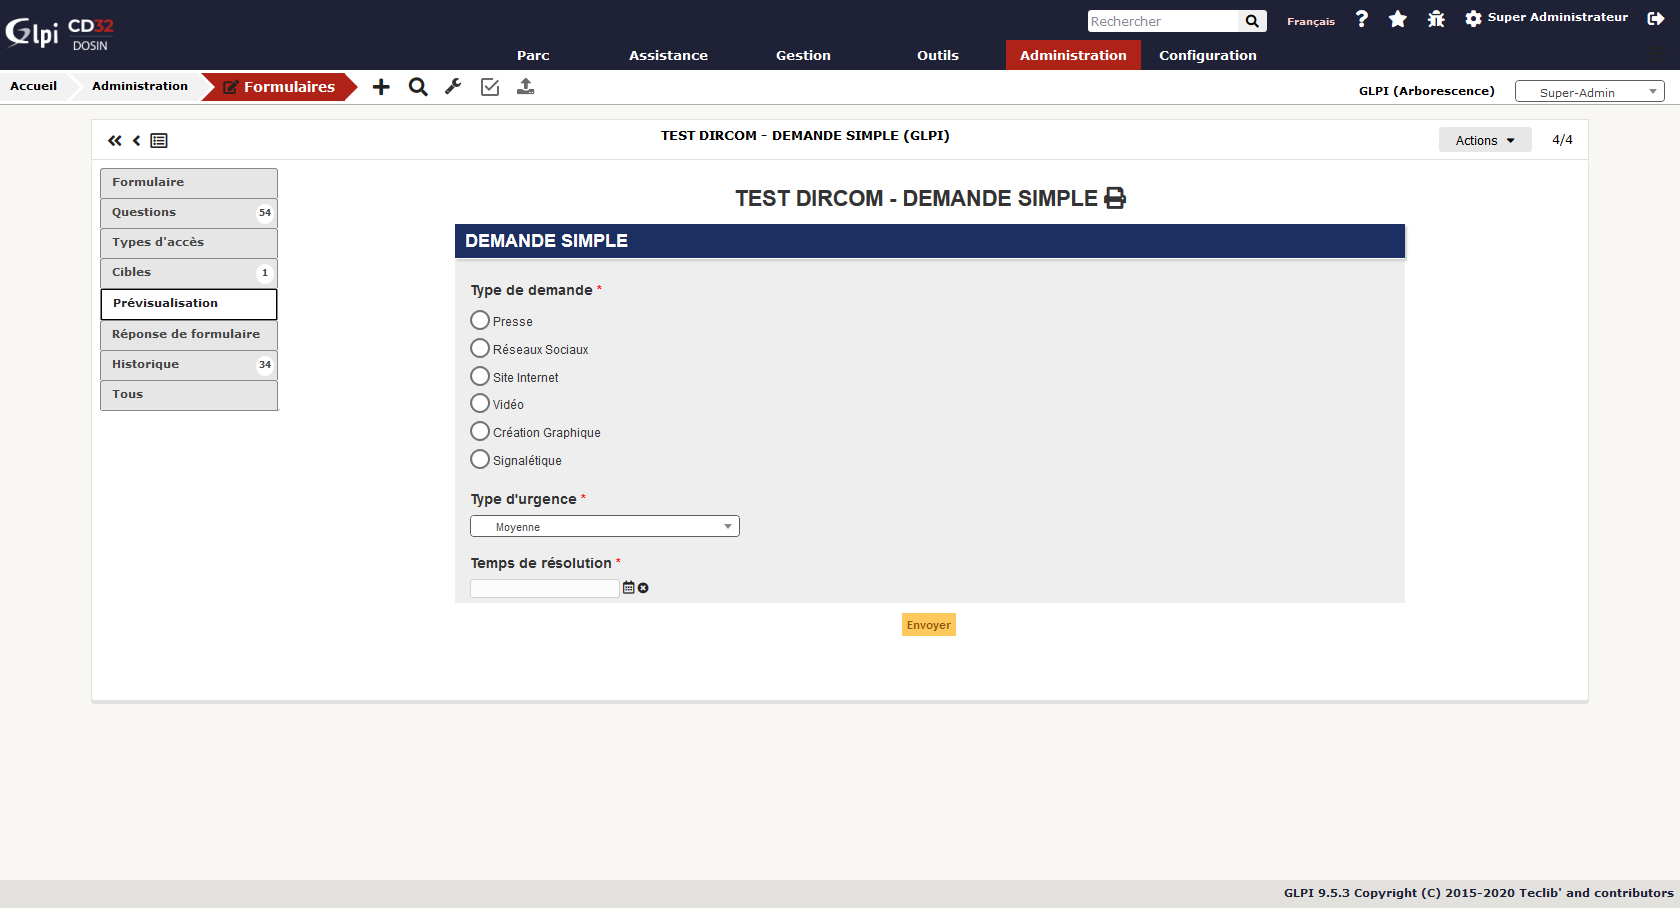 Glpi CD32 DOSIN
Rechercher
Français
Super Administrateur
Parc Assistance Gestion Outils Administration Configuration
Accueil Administration Formulaires
GLPI (Arborescence) Super-Admin
TEST DIRCOM - DEMANDE SIMPLE (GLPI)
Actions 4/4
Formulaire
Questions 54
Types d'accès
Cibles 1
Prévisualisation
Réponse de formulaire
Historique 34
Tous
TEST DIRCOM - DEMANDE SIMPLE
DEMANDE SIMPLE
Type de demande *
Presse
Réseaux Sociaux
Site Internet
Vidéo
Création Graphique
Signalétique
Type d'urgence *
Moyenne
Temps de résolution *
Envoyer
GLPI 9.5.3 Copyright (C) 2015-2020 Teclib' and contributors